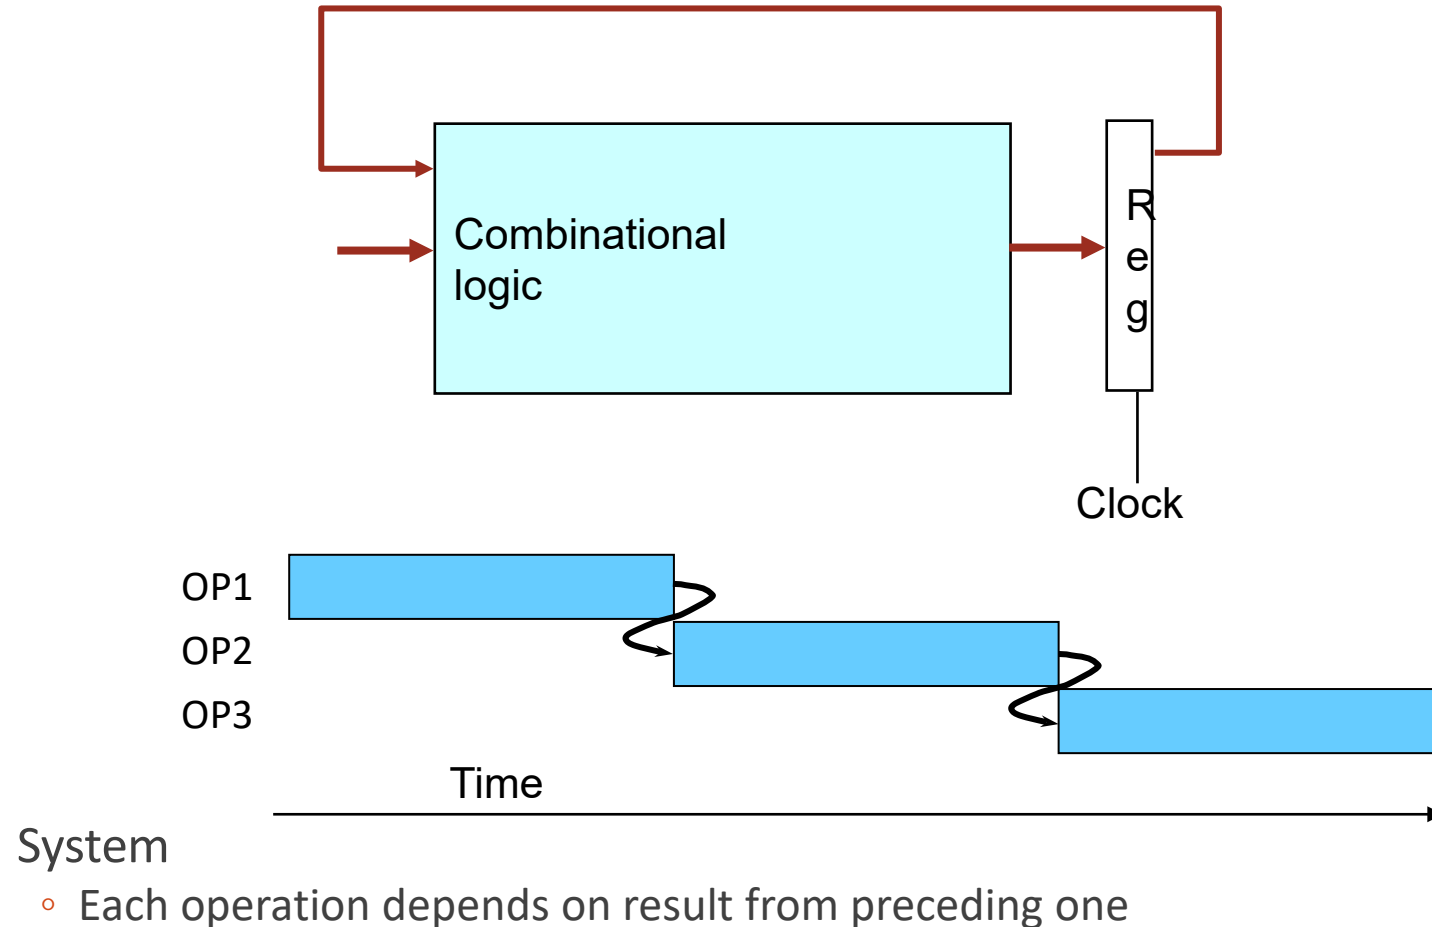 Combinational
logic
R
e
g
Clock
OP1
OP2
OP3
Time
System
◦ Each operation depends on result from preceding one